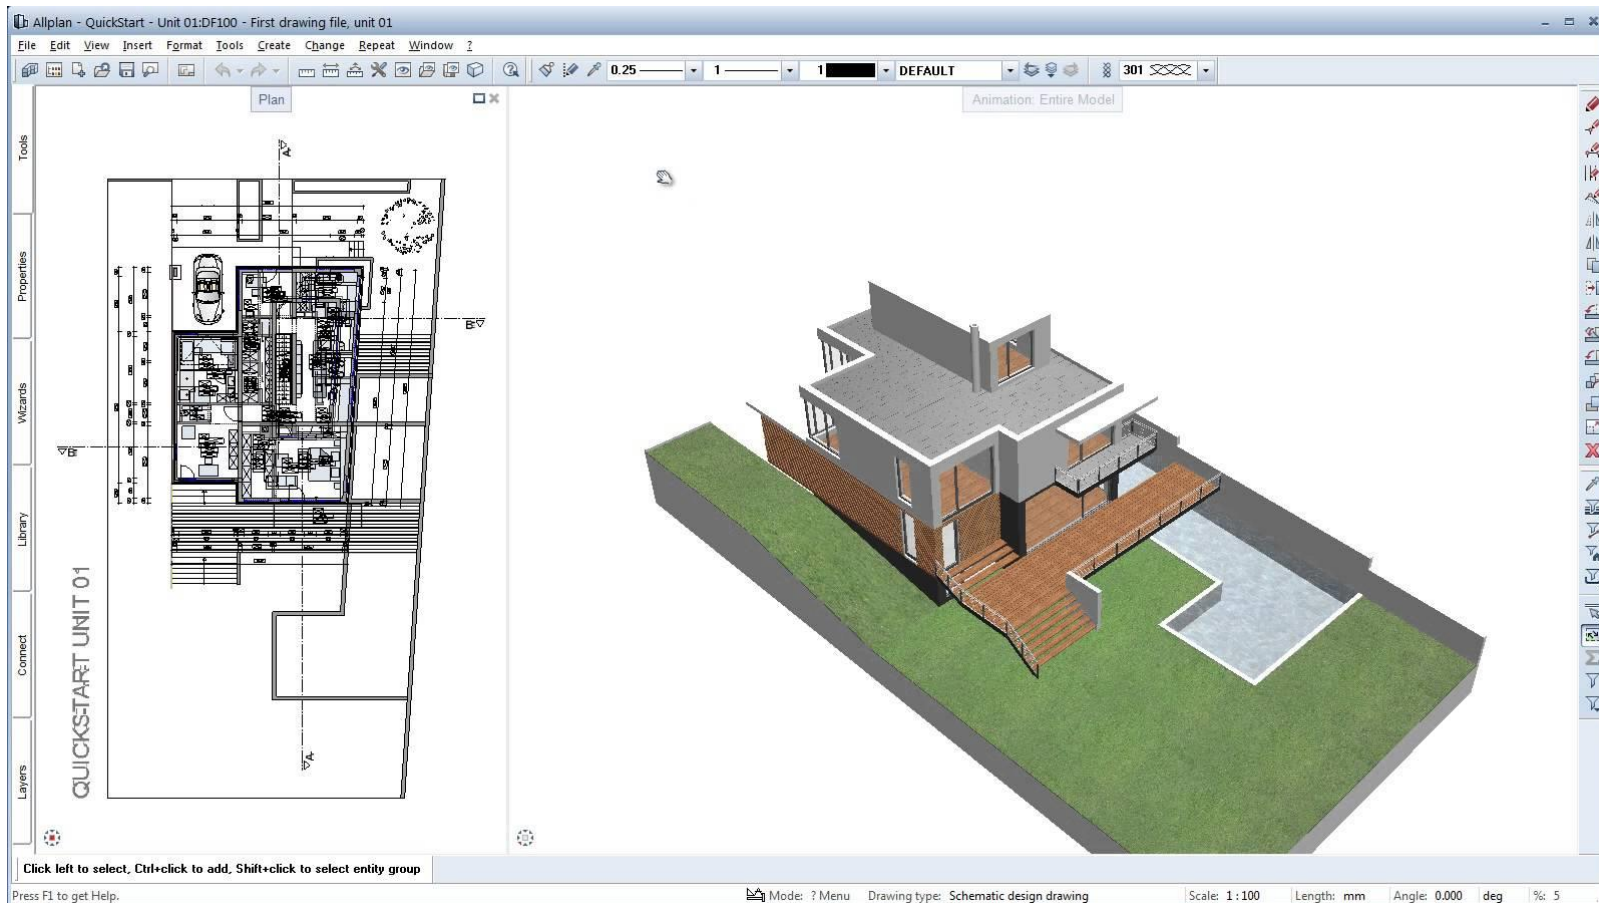 Allplan - QuickStart - Unit 01:DF100 - First drawing file, unit 01
File Edit View Insert Format Tools Create Change Repeat Window ?
0.25 1 1 DEFAULT 301
Plan
Animation: Entire Model
Tools
Properties
Wizards
Library
Connect
Layers
A
B
B
A
QUICKSTART UNIT 01
Click left to select, Ctrl+click to add, Shift+click to select entity group
Press F1 to get Help.
Mode: ? Menu Drawing type: Schematic design drawing Scale: 1:100 Length: mm Angle: 0.000 deg %: 5